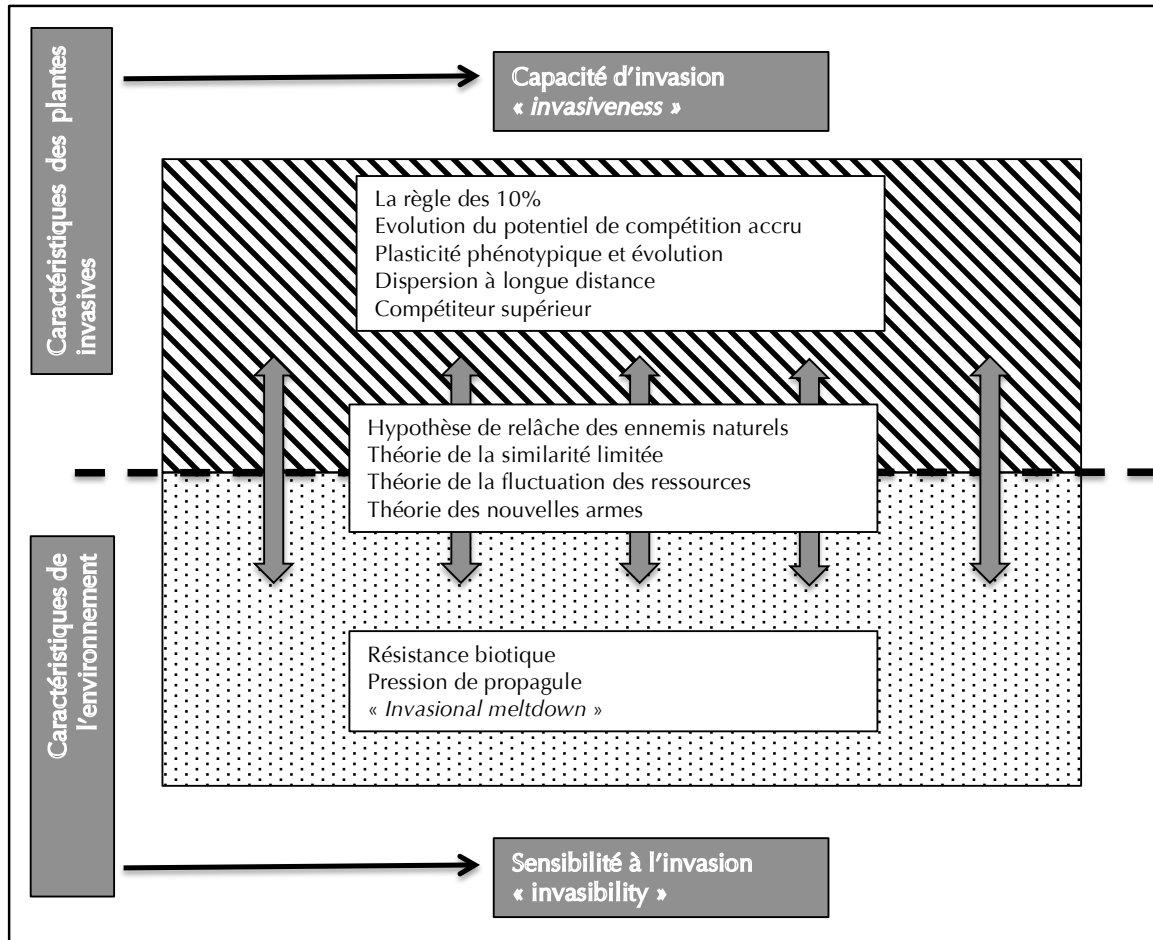 Caractéristiques des plantes
invasives
Capacité d'invasion
« invasiveness »
La règle des 10%
Evolution du potentiel de compétition accru
Plasticité phénotypique et évolution
Dispersion à longue distance
Compétiteur supérieur
Hypothèse de relâche des ennemis naturels
Théorie de la similarité limitée
Théorie de la fluctuation des ressources
Théorie des nouvelles armes
Caractéristiques de
l'environnement
Résistance biotique
Pression de propagule
« Invasional meltdown »
Sensibilité à l'invasion
« invasibility »